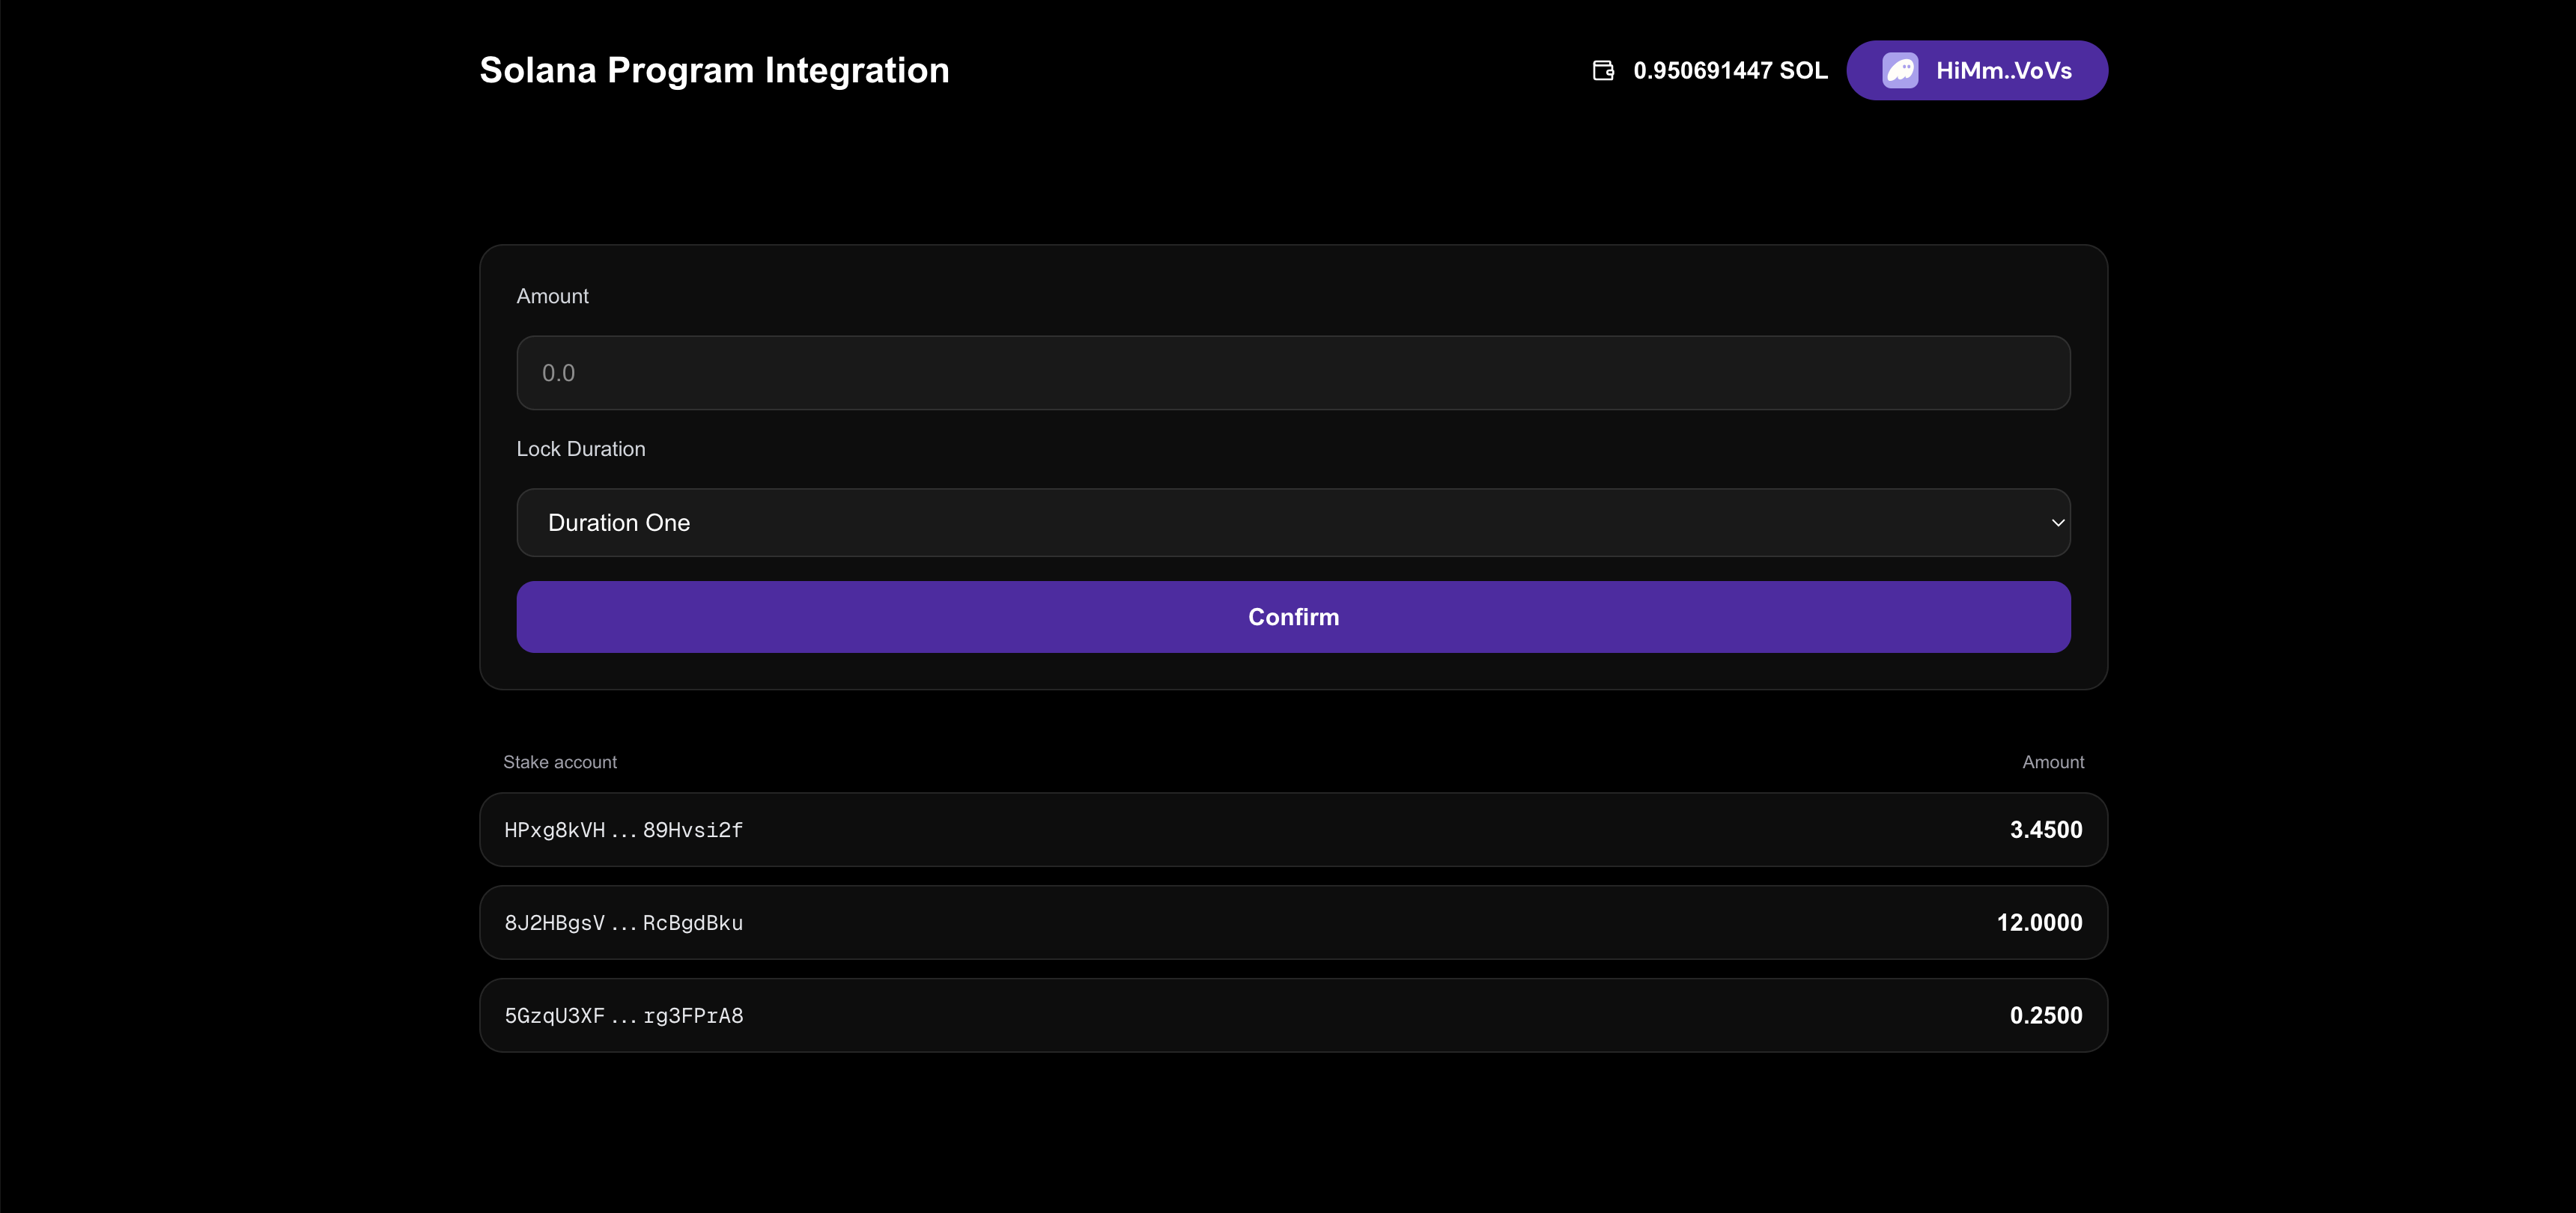 Solana Program Integration
0.950691447 SOL
HiMm..VoVs
Amount
0.0
Lock Duration
Duration One
Confirm
Stake account Amount
HPxg8kVH...89Hvsi2f 3.4500
8J2HBgsV...RcBgdBku 12.0000
5GzqU3XF...rg3FPrA8 0.2500